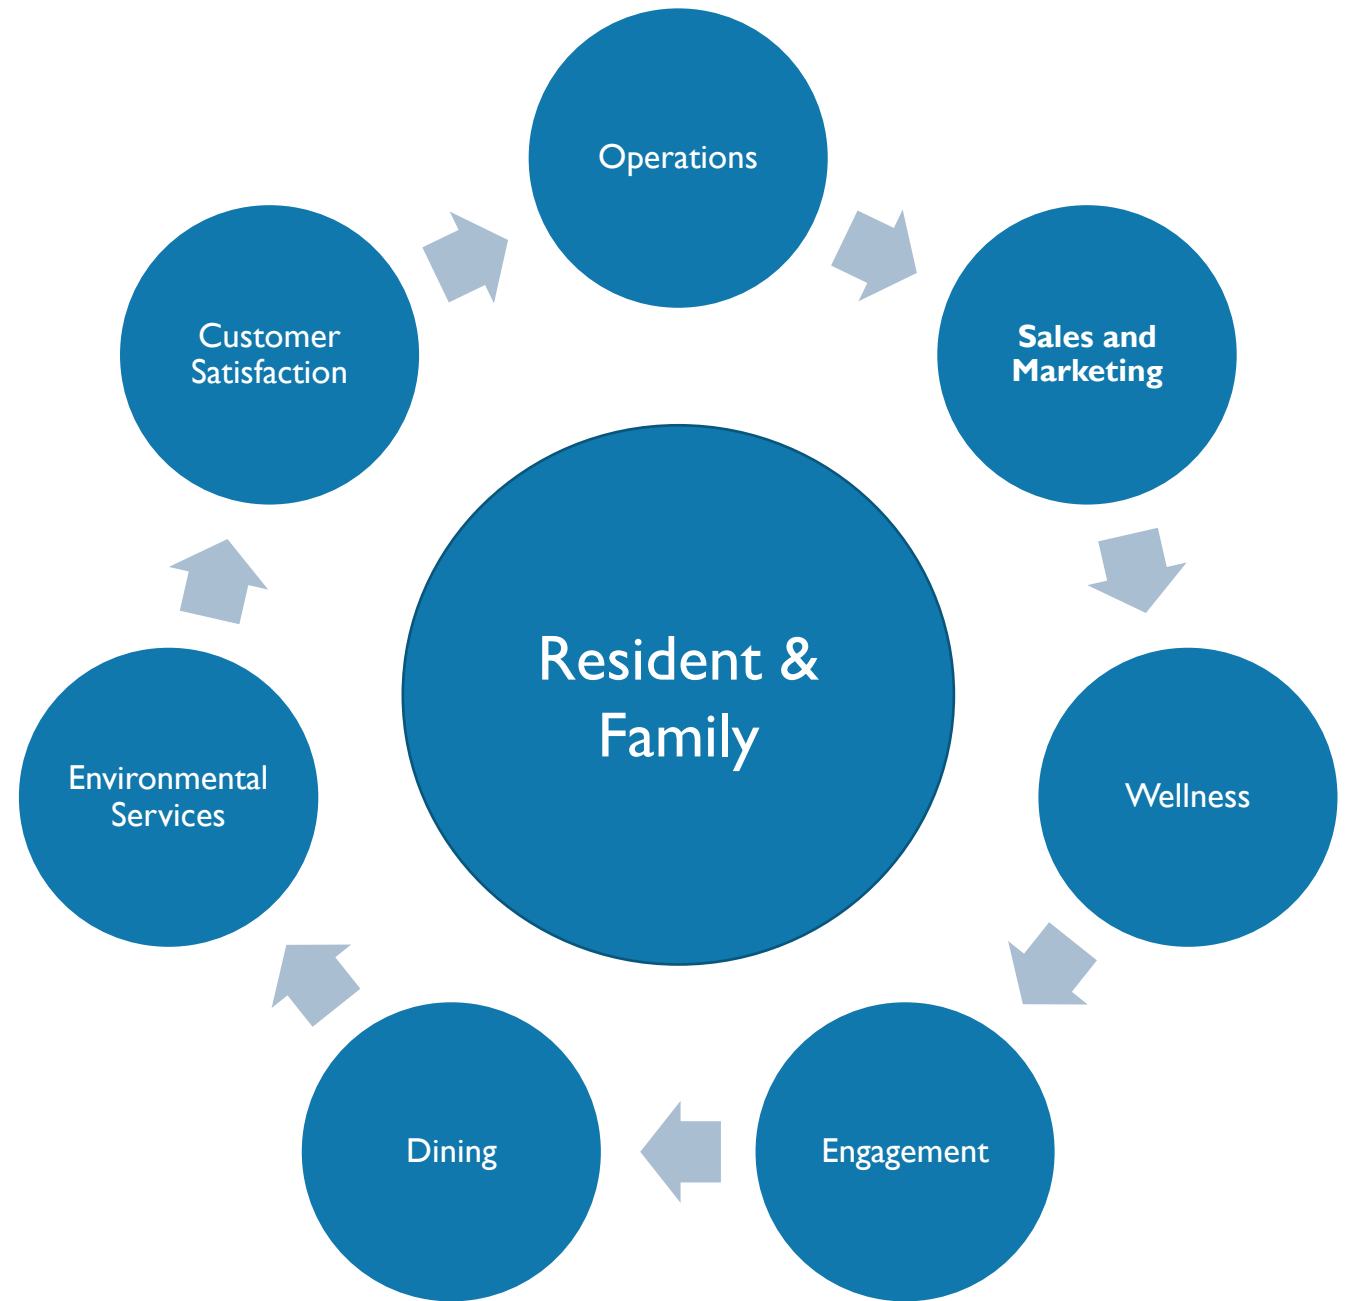 Operations
Sales and
Marketing
Wellness
Engagement
Dining
Environmental
Services
Customer
Satisfaction
Resident &
Family